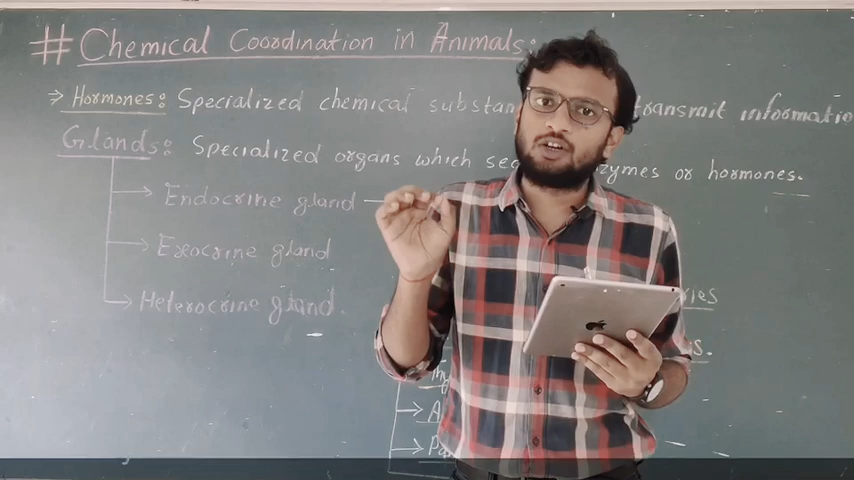 # Chemical Coordination in Animals:
→ Hormones: Specialized chemical substan transmit informatio
Glands: Specialized organs which sec zymes or hormones.
→ Endocrine gland —
→ Exocrine gland
→ Heterocrine gland.
ries
s.
→ A
→ Pa